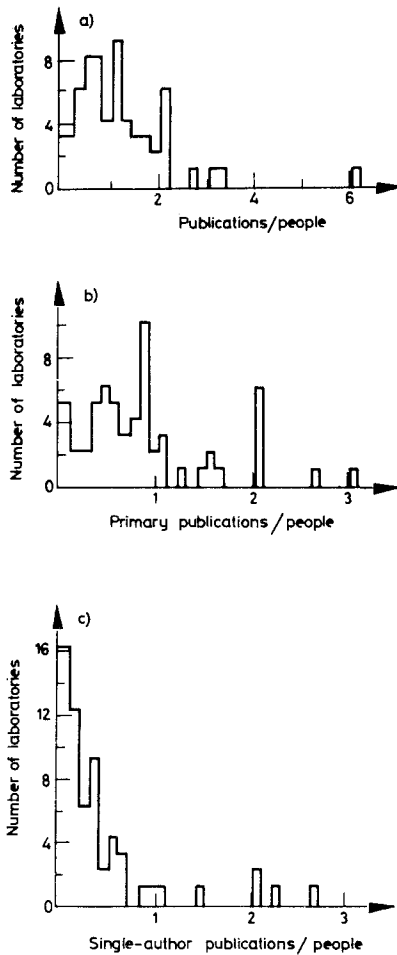 a)
Number of laboratories
8
4
0
2
4
6
Publications/people
b)
Number of laboratories
8
4
0
1
2
3
Primary publications/people
c)
Number of laboratories
16
12
8
4
0
1
2
3
Single-author publications/people